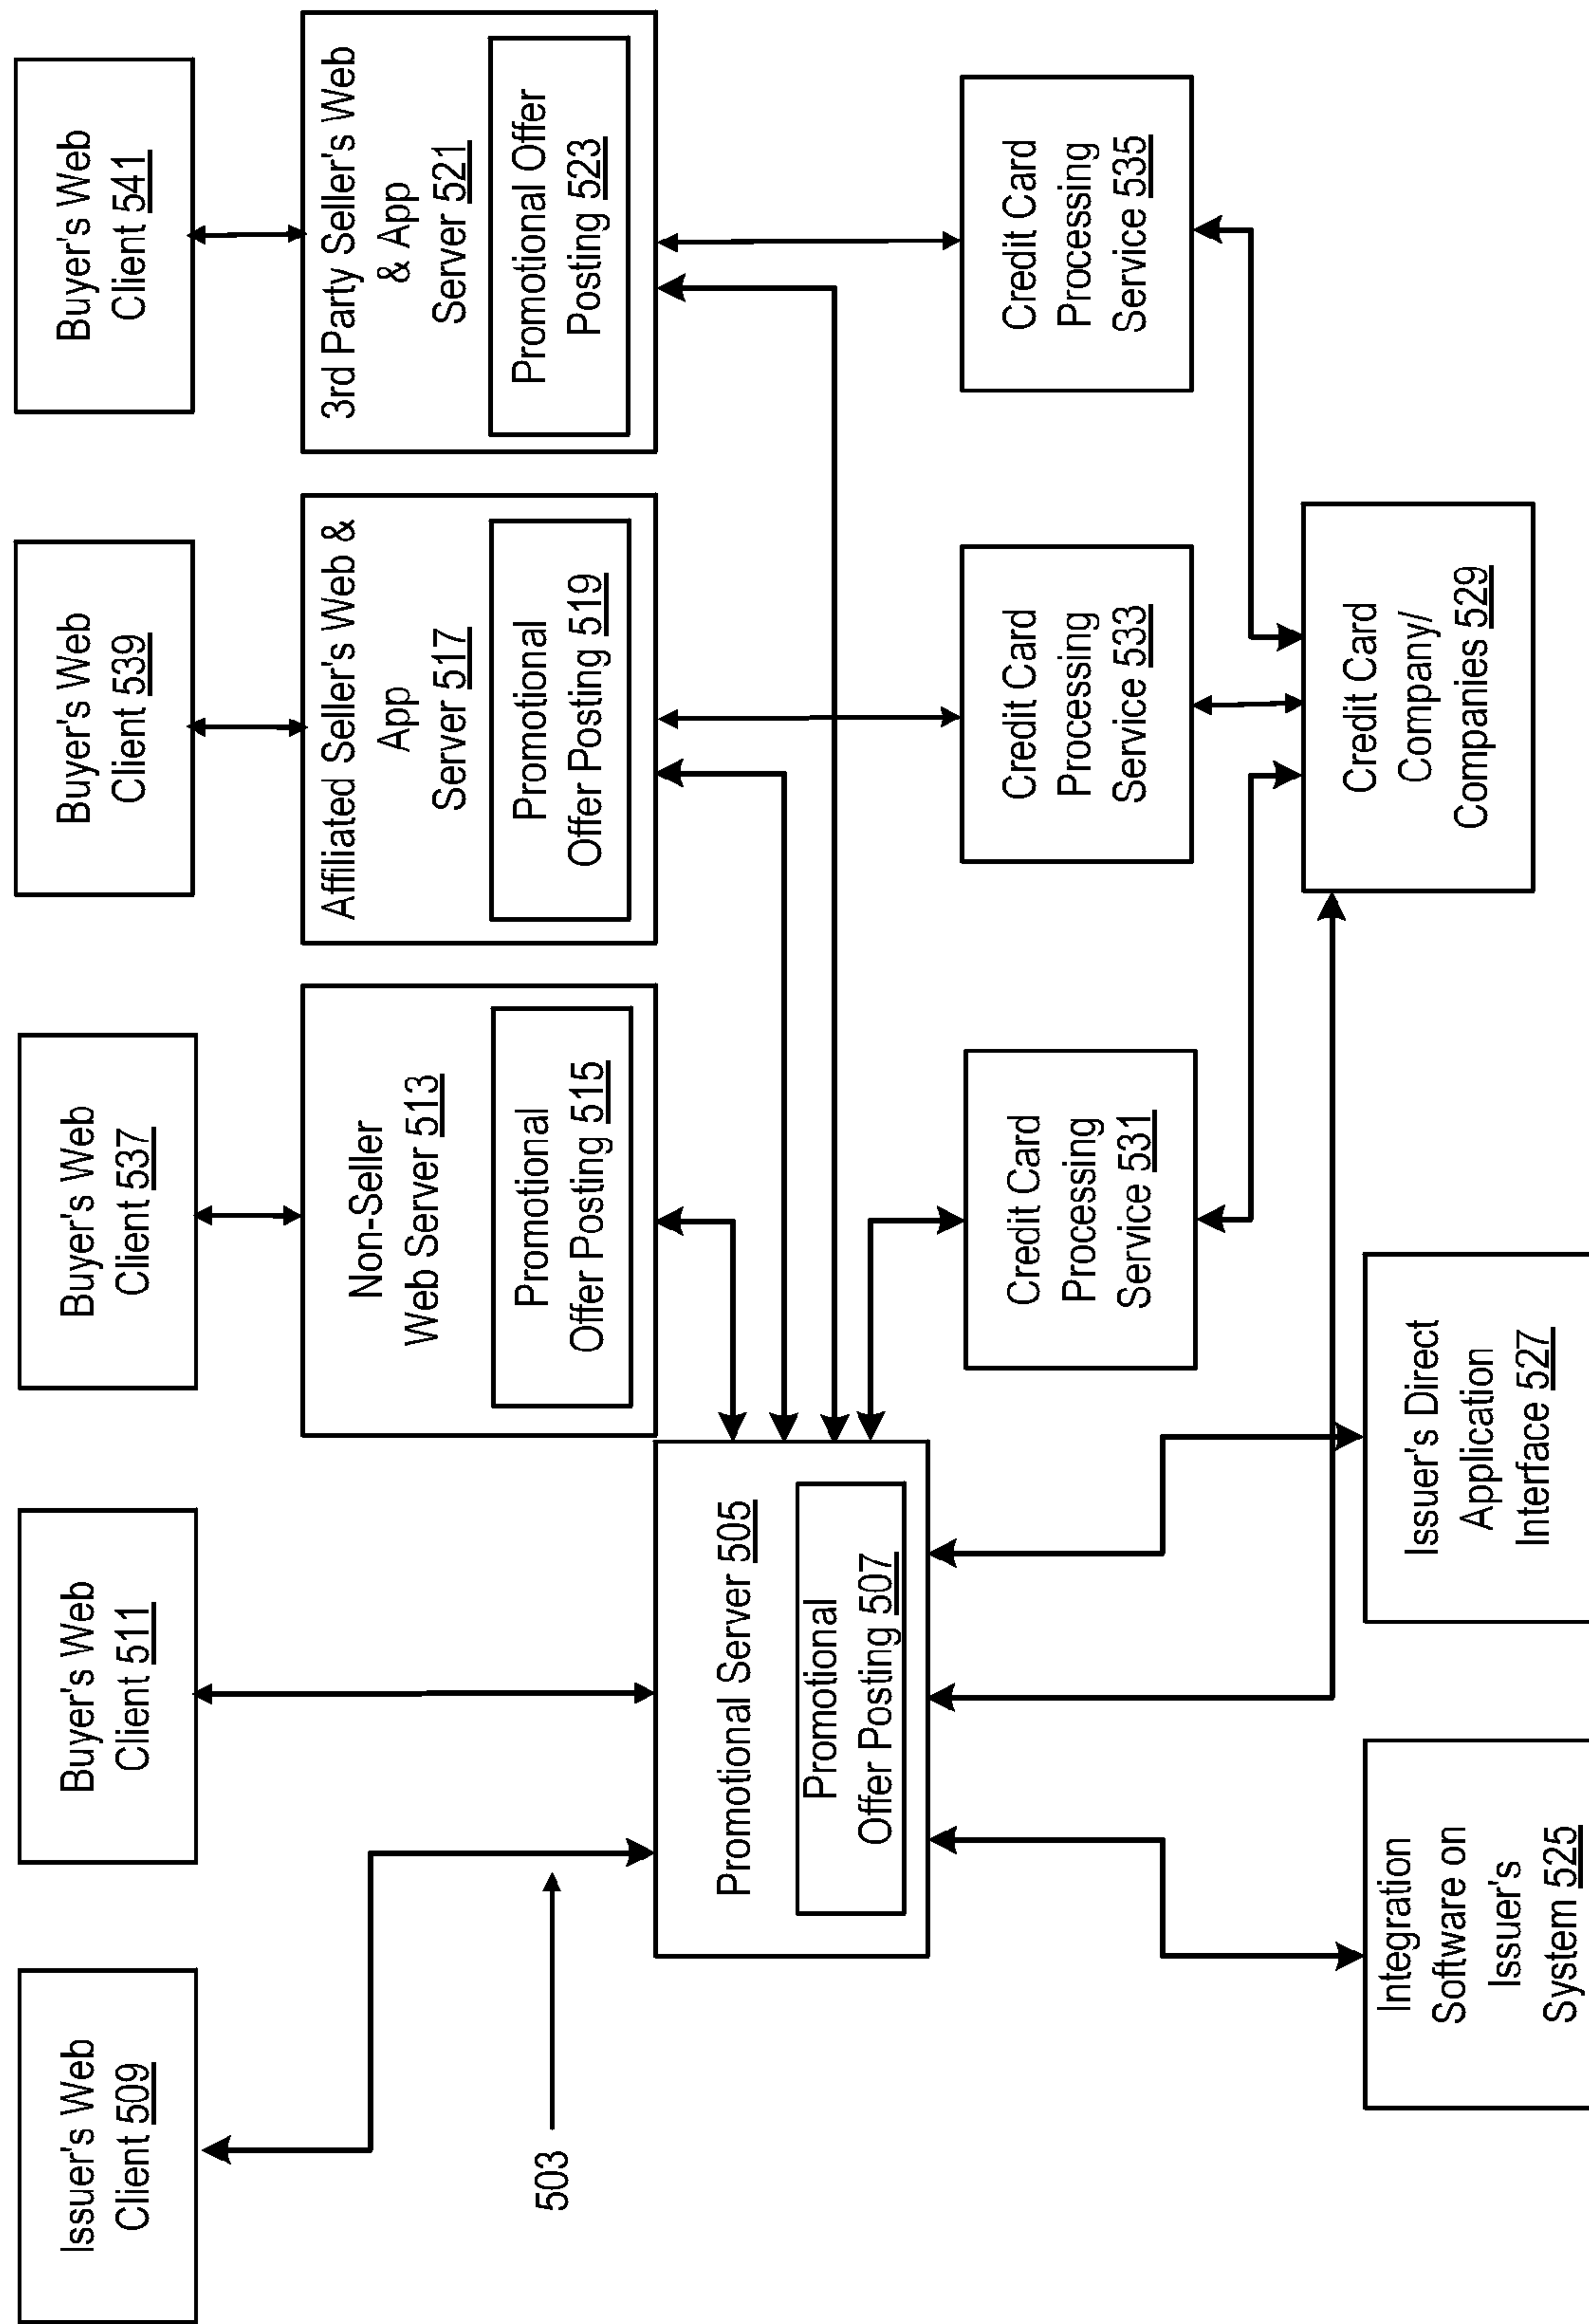 Issuer's Web
Client 509
Buyer's Web
Client 511
Buyer's Web
Client 537
Buyer's Web
Client 539
Buyer's Web
Client 541
Non-Seller
Web Server 513
Promotional
Offer Posting 515
Affiliated Seller's Web &
App
Server 517
Promotional
Offer Posting 519
3rd Party Seller's Web
& App
Server 521
Promotional Offer
Posting 523
503
Promotional Server 505
Promotional
Offer Posting 507
Credit Card
Processing
Service 531
Credit Card
Processing
Service 533
Credit Card
Processing
Service 535
Integration
Software on
Issuer's
System 525
Issuer's Direct
Application
Interface 527
Credit Card
Company/
Companies 529